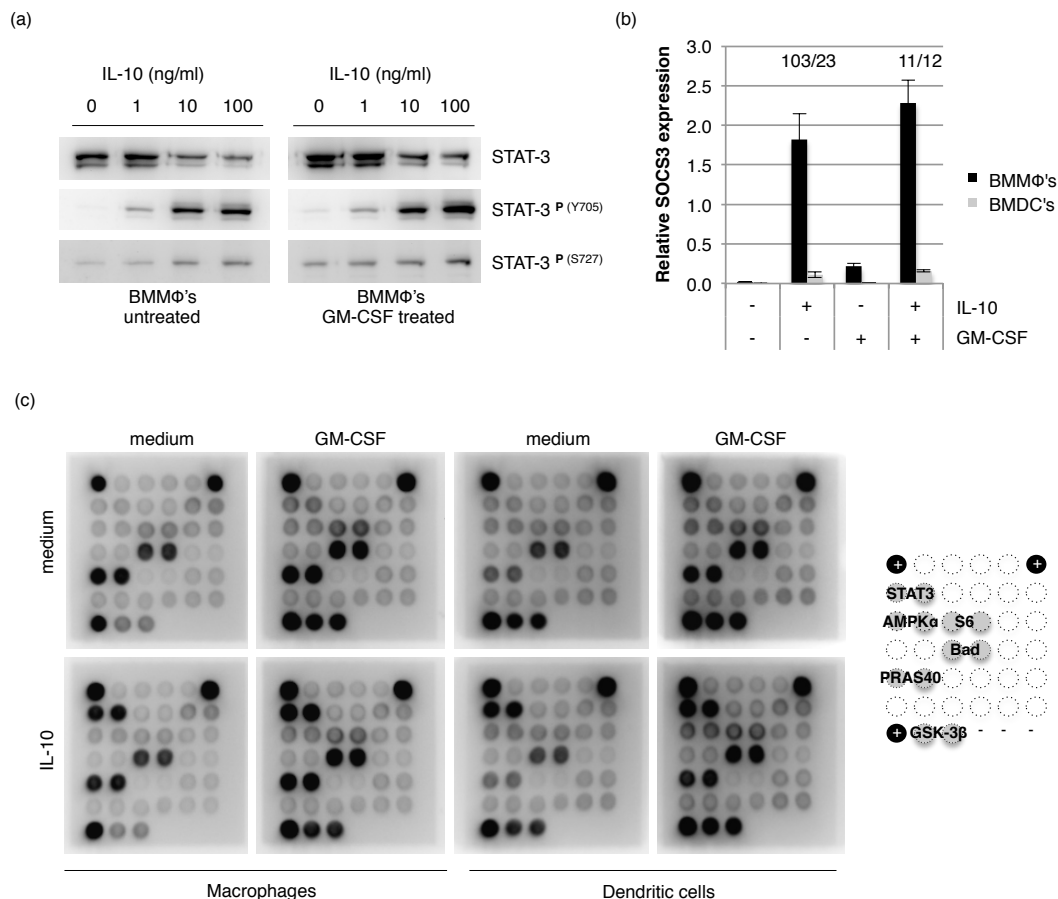 (a)
IL-10 (ng/ml) IL-10 (ng/ml)
0 1 10 100 0 1 10 100
STAT-3
STAT-3 P (Y705)
STAT-3 P (S727)
BMMΦ's BMMΦ's
untreated GM-CSF treated
(b)
Relative SOCS3 expression
3.0
2.5
2.0
1.5
1.0
0.5
0.0
103/23 11/12
BMMΦ's
BMDC's
- + - + IL-10
- - + + GM-CSF
(c)
medium GM-CSF medium GM-CSF
medium
IL-10
Macrophages Dendritic cells
+ +
STAT3
AMPKα S6
Bad
PRAS40
+ GSK-3β - - -